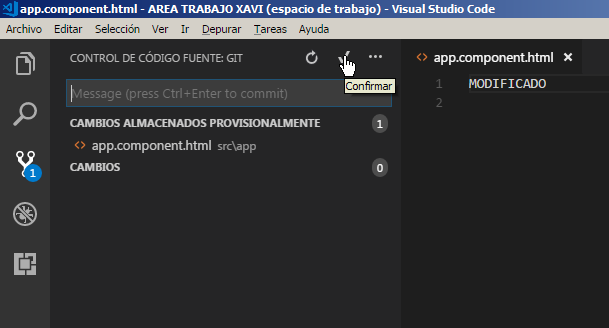 app.component.html - AREA TRABAJO XAVI (espacio de trabajo) - Visual Studio Code
Archivo Editar Selección Ver Ir Depurar Tareas Ayuda
CONTROL DE CÓDIGO FUENTE: GIT
Message (press Ctrl+Enter to commit)
Confirmar
CAMBIOS ALMACENADOS PROVISIONALMENTE 1
<> app.component.html src\app
CAMBIOS 0
1
<> app.component.html ×
1 MODIFICADO
2